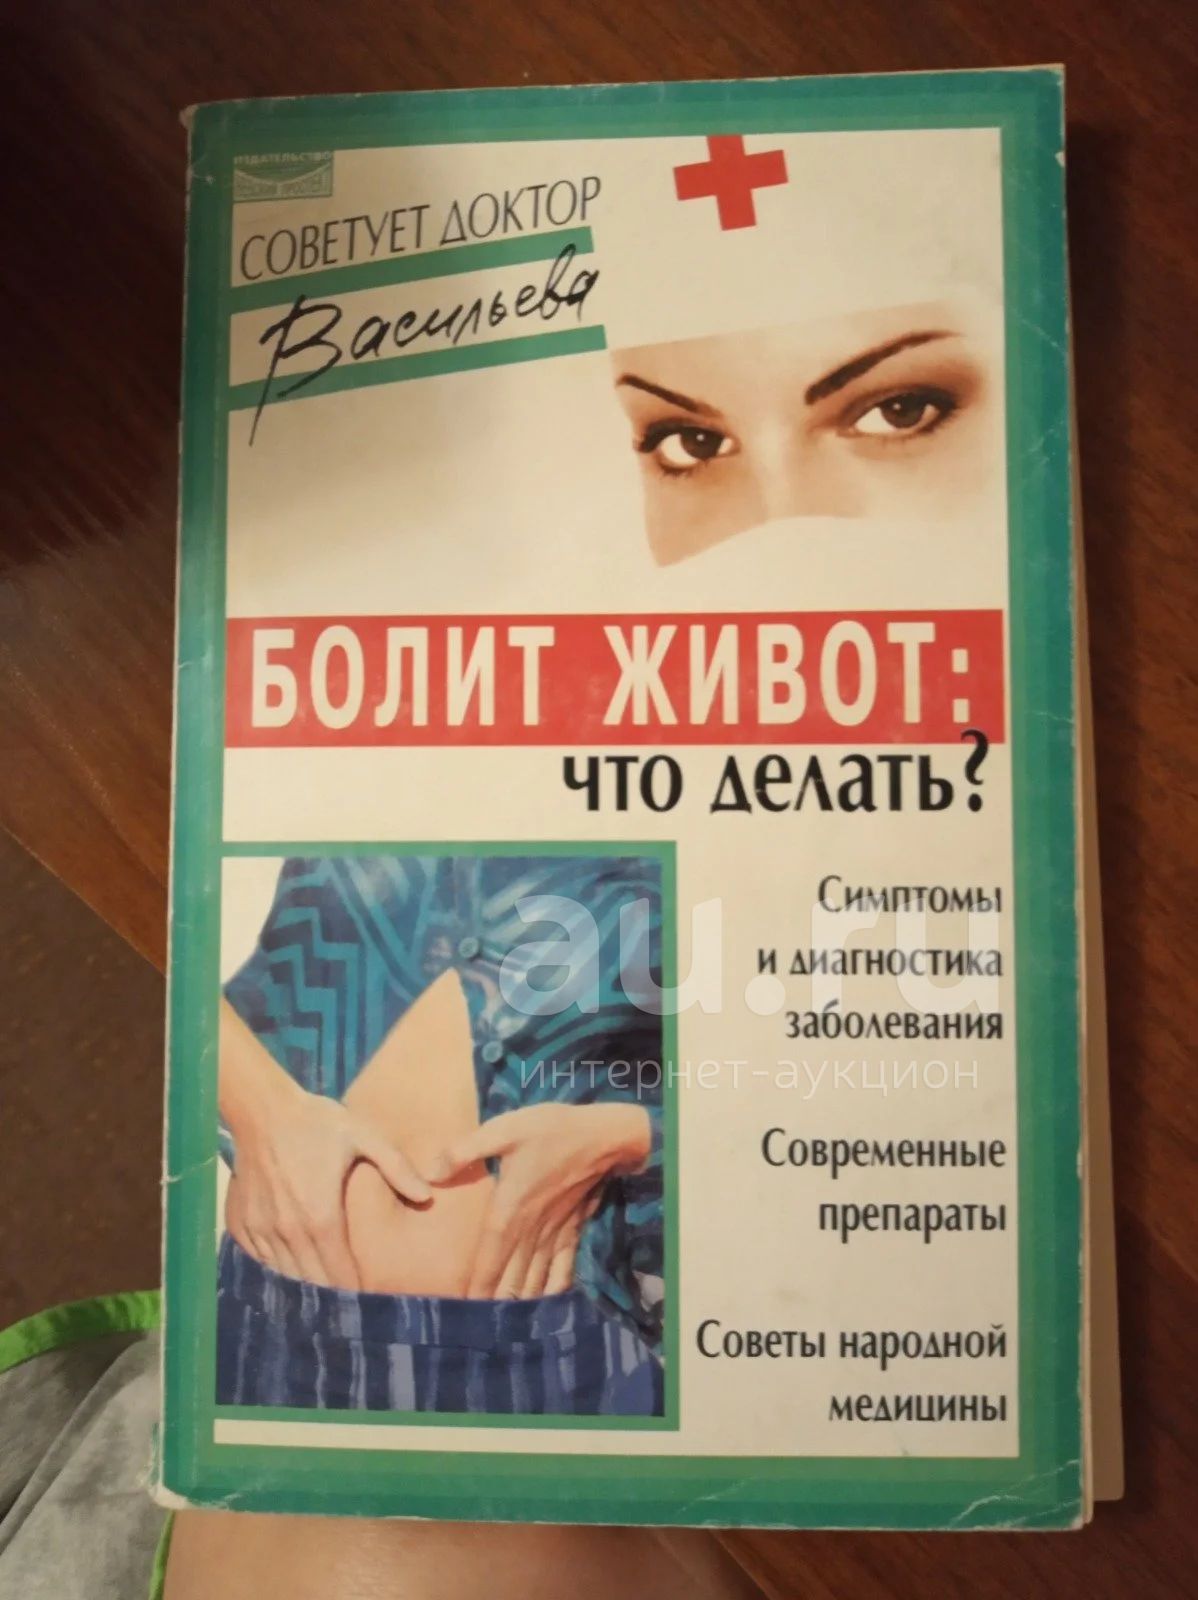 ИЗДАТЕЛЬСТВО
СОВЕТУЕТ ДОКТОР
Васильева
БОЛИТ ЖИВОТ:
что делать?
Симптомы
и диагностика
заболевания
au.ru
интернет-аукцион
Современные
препараты
Советы народной
медицины